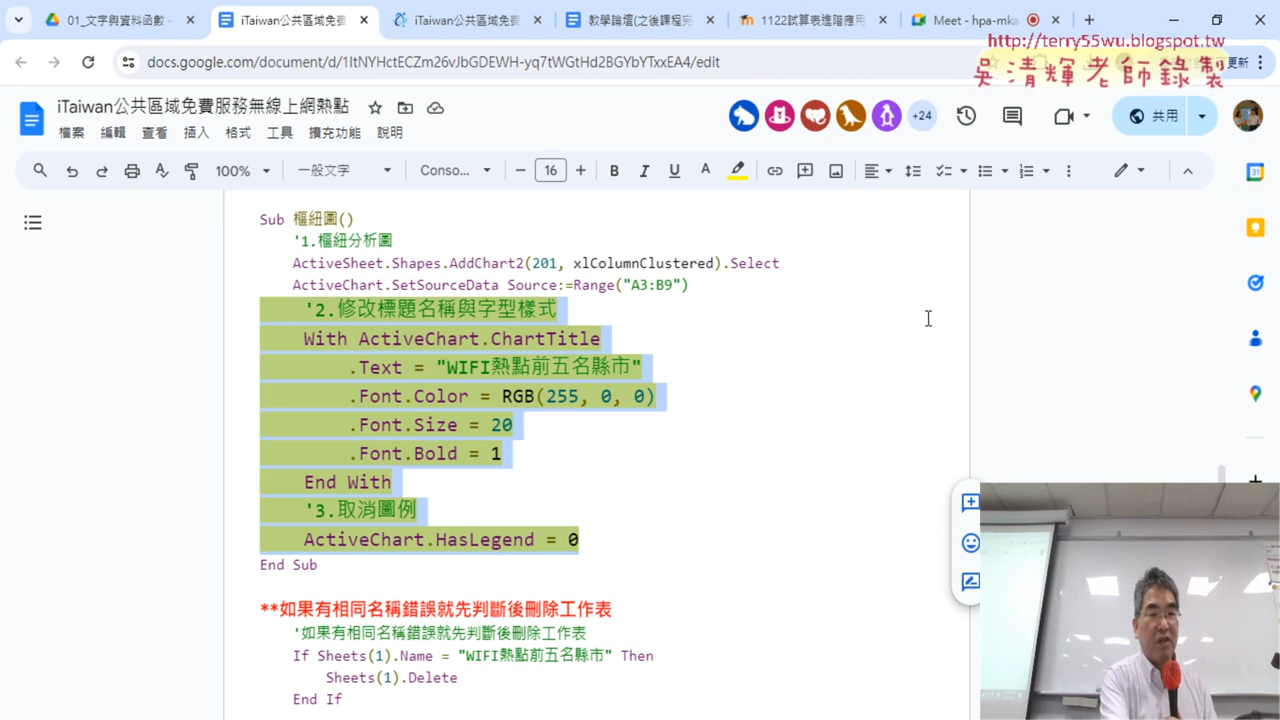 01_文字與資料函數 -
iTaiwan公共區域免費
iTaiwan公共區域免費
教學論壇(之後課程完
1122試算表進階應用
Meet - hpa-mka
http://terry55wu.blogspot.tw
docs.google.com/document/d/1ItNYHctECZIh26vJbGDEWH-yq7tWGtHd2BGYbYTxxEA4/edit
吳清輝老師錄製
iTaiwan公共區域免費服務無線上網熱點
檔案 編輯 查看 插入 格式 工具 擴充功能 說明
+24
共用
100% 一般文字 Conso... 16 B I U A
31
Sub 樞紐圖()
'1.樞紐分析圖
ActiveSheet.Shapes.AddChart2(201, xlColumnClustered).Select
ActiveChart.SetSourceData Source:=Range("A3:B9")
'2.修改標題名稱與字型樣式
With ActiveChart.ChartTitle
.Text = "WIFI熱點前五名縣市"
.Font.Color = RGB(255, 0, 0)
.Font.Size = 20
.Font.Bold = 1
End With
'3.取消圖例
ActiveChart.HasLegend = 0
End Sub
**如果有相同名稱錯誤就先判斷後刪除工作表
'如果有相同名稱錯誤就先判斷後刪除工作表
If Sheets(1).Name = "WIFI熱點前五名縣市" Then
Sheets(1).Delete
End If